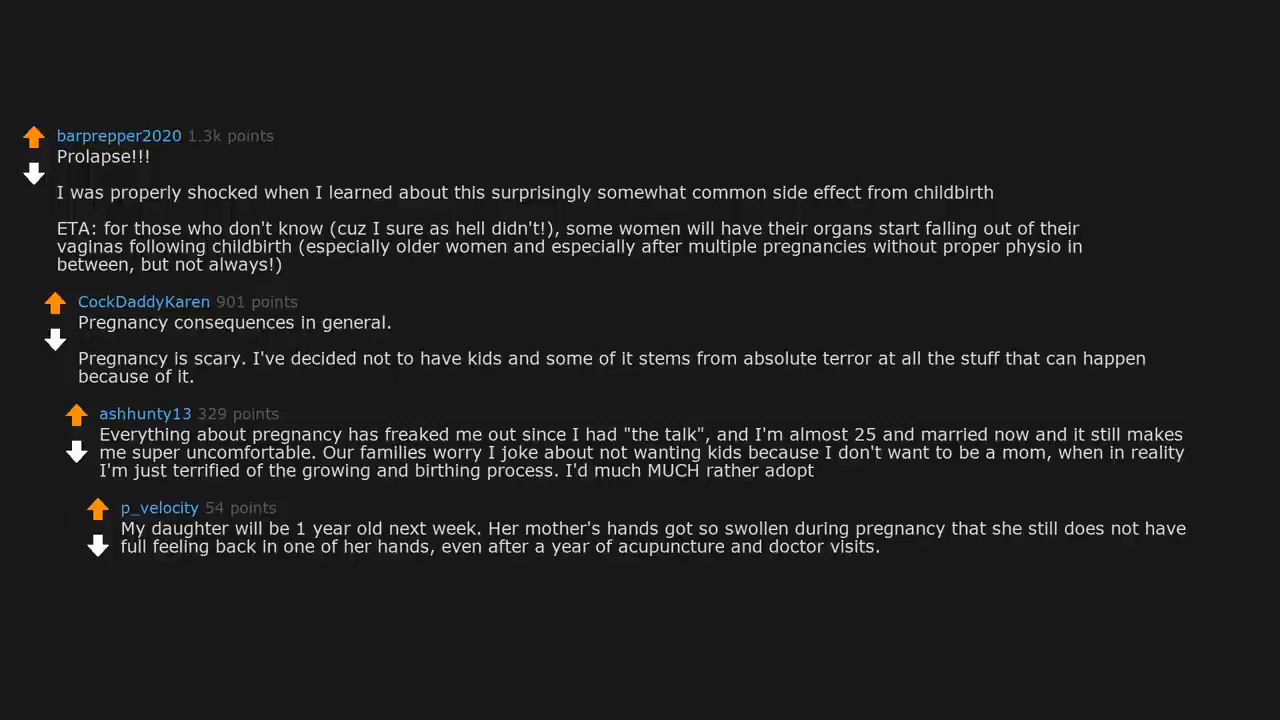 barprepper2020 1.3k points
Prolapse!!!
I was properly shocked when I learned about this surprisingly somewhat common side effect from childbirth
ETA: for those who don't know (cuz I sure as hell didn't!), some women will have their organs start falling out of their
vaginas following childbirth (especially older women and especially after multiple pregnancies without proper physio in
between, but not always!)
CockDaddyKaren 901 points
Pregnancy consequences in general.
Pregnancy is scary. I've decided not to have kids and some of it stems from absolute terror at all the stuff that can happen
because of it.
ashhunty13 329 points
Everything about pregnancy has freaked me out since I had "the talk", and I'm almost 25 and married now and it still makes
me super uncomfortable. Our families worry I joke about not wanting kids because I don't want to be a mom, when in reality
I'm just terrified of the growing and birthing process. I'd much MUCH rather adopt
p_velocity 54 points
My daughter will be 1 year old next week. Her mother's hands got so swollen during pregnancy that she still does not have
full feeling back in one of her hands, even after a year of acupuncture and doctor visits.